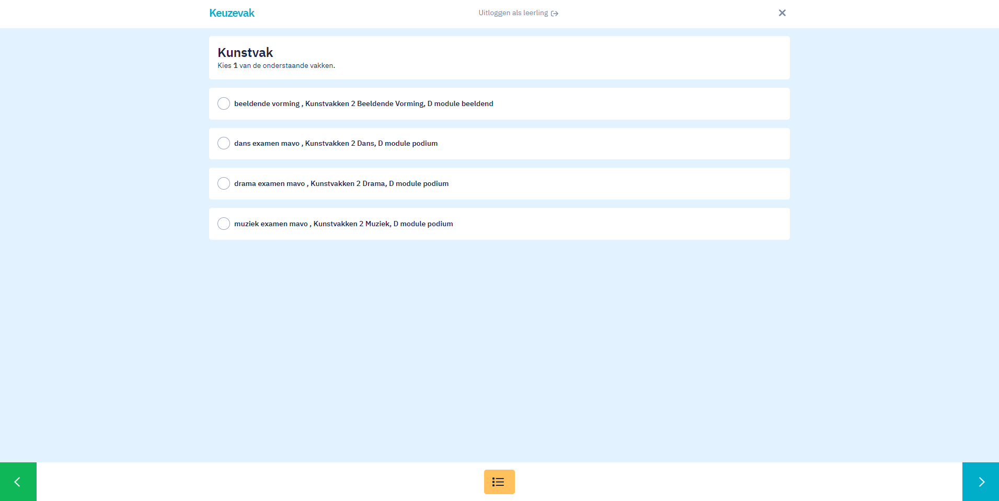 Keuzevak
Uitloggen als leerling
Kunstvak
Kies 1 van de onderstaande vakken.
beeldende vorming , Kunstvakken 2 Beeldende Vorming, D module beeldend
dans examen mavo , Kunstvakken 2 Dans, D module podium
drama examen mavo , Kunstvakken 2 Drama, D module podium
muziek examen mavo , Kunstvakken 2 Muziek, D module podium